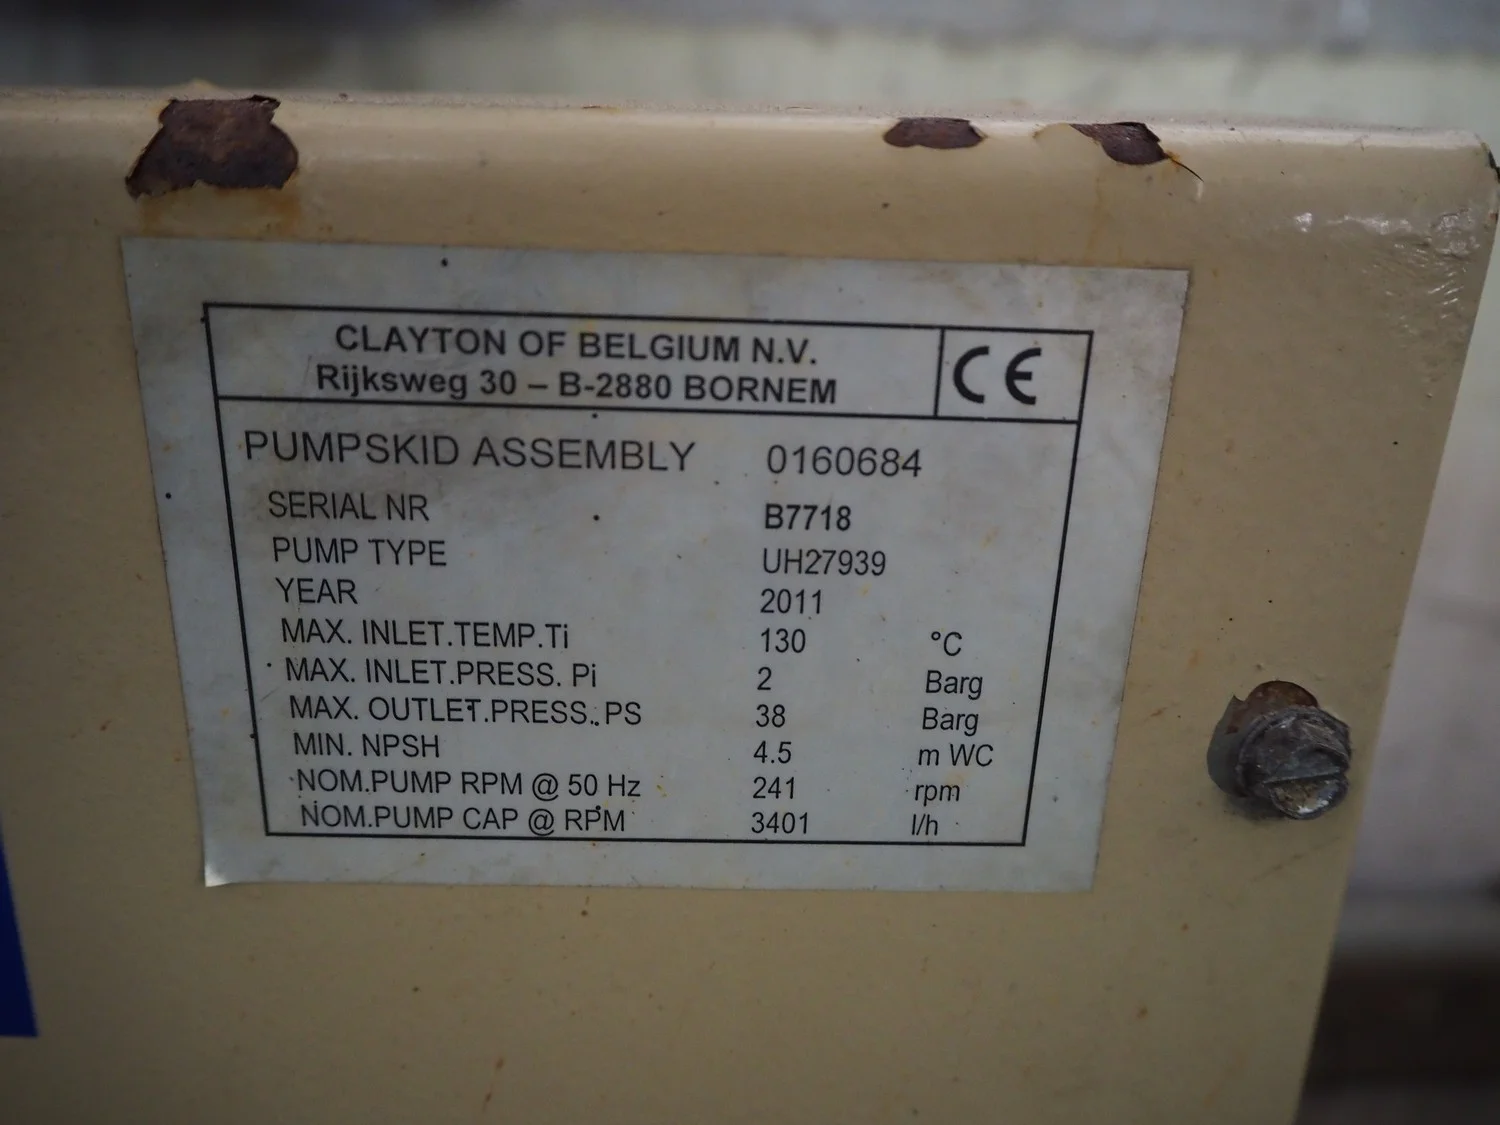 CLAYTON OF BELGIUM N.V.
Rijksweg 30 – B-2880 BORNEM
CE
PUMPSKID ASSEMBLY 0160684
SERIAL NR B7718
PUMP TYPE UH27939
YEAR 2011
MAX. INLET.TEMP.Ti 130 °C
MAX. INLET.PRESS. Pi 2 Barg
MAX. OUTLET.PRESS. PS 38 Barg
MIN. NPSH 4.5 m WC
NOM.PUMP RPM @ 50 Hz 241 rpm
NOM.PUMP CAP @ RPM 3401 l/h